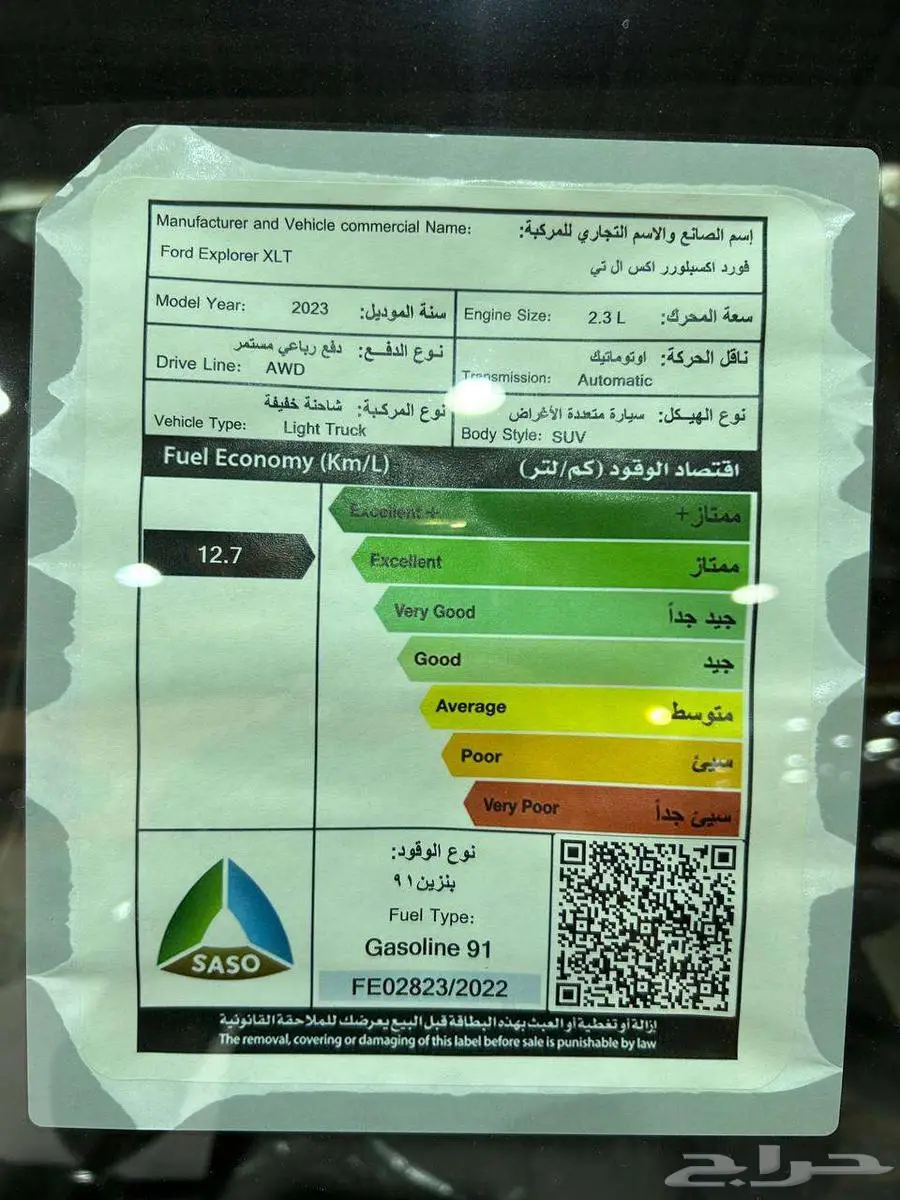 Manufacturer and Vehicle commercial Name:
إسم الصانع والاسم التجاري للمركبة:
Ford Explorer XLT
فورد اكسبلورر اكس ال تي
Model Year: 2023 سنة الموديل:
Engine Size: 2.3 L سعة المحرك:
نوع الدفع: دفع رباعي مستمر
Drive Line: AWD
ناقل الحركة: اوتوماتيك
Transmission: Automatic
نوع المركبة: شاحنة خفيفة
Vehicle Type: Light Truck
نوع الهيكل: سيارة متعدة الأغراض
Body Style: SUV
Fuel Economy (Km/L)
اقتصاد الوقود (كم/لتر)
12.7
Excellent + ممتاز+
Excellent ممتاز
Very Good جيد جداً
Good جيد
Average متوسط
Poor سيئ
Very Poor سيئ جداً
SASO
نوع الوقود:
بنزين ٩١
Fuel Type:
Gasoline 91
FE02823/2022
إزالة أو تغطية أو العبث بهذه البطاقة قبل البيع يعرضك للملاحقة القانونية
The removal, covering or damaging of this label before sale is punishable by law
حراج